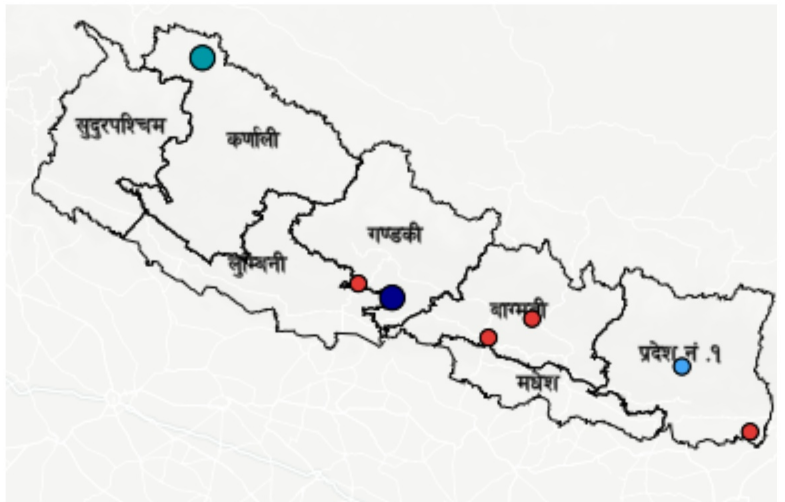 सुदुरपश्चिम
कर्णाली
गण्डकी
लुम्बिनी
बाग्मती
प्रदेश नं .१
मधेश